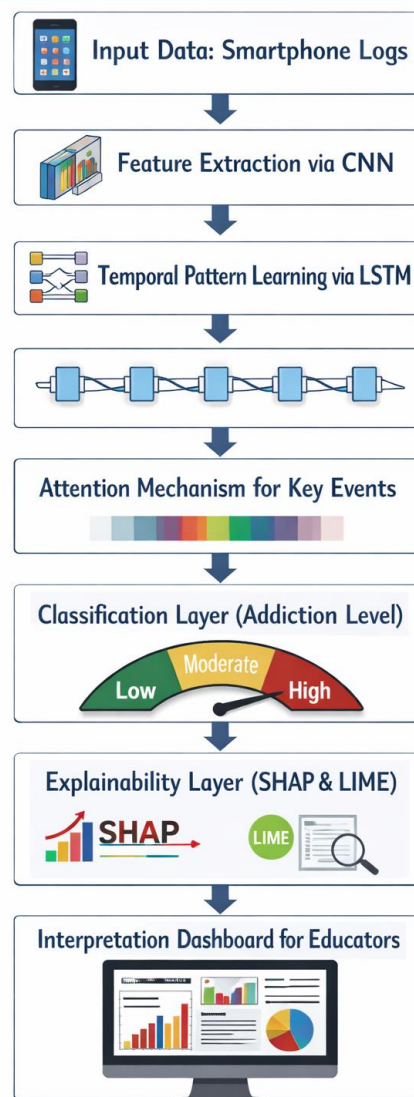 Input Data: Smartphone Logs
Feature Extraction via CNN
Temporal Pattern Learning via LSTM
Attention Mechanism for Key Events
Classification Layer (Addiction Level)
Low
Moderate
High
Explainability Layer (SHAP & LIME)
SHAP
LIME
Interpretation Dashboard for Educators